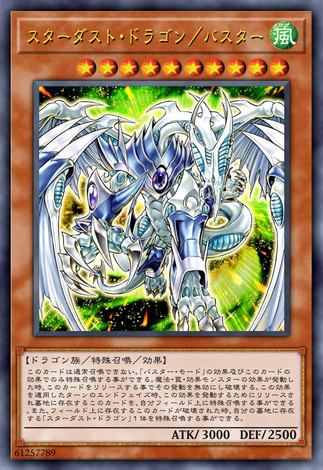 スターダスト・ドラゴン／バスター
風
【ドラゴン族／特殊召喚／効果】
このカードは通常召喚できない。「バスター・モード」の効果及びこのカードの
効果でのみ特殊召喚する事ができる。魔法・罠・効果モンスターの効果が発動し
た時、このカードをリリースする事でその発動を無効にし破壊する。この効果
を適用したターンのエンドフェイズ時、この効果を発動するためにリリースさ
れ墓地に存在するこのカードを、自分フィールド上に特殊召喚する事ができる。
また、フィールド上に存在するこのカードが破壊された時、自分の墓地に存在
する「スターダスト・ドラゴン」１体を特殊召喚する事ができる。
ATK/ 3000 DEF/2500
61257789